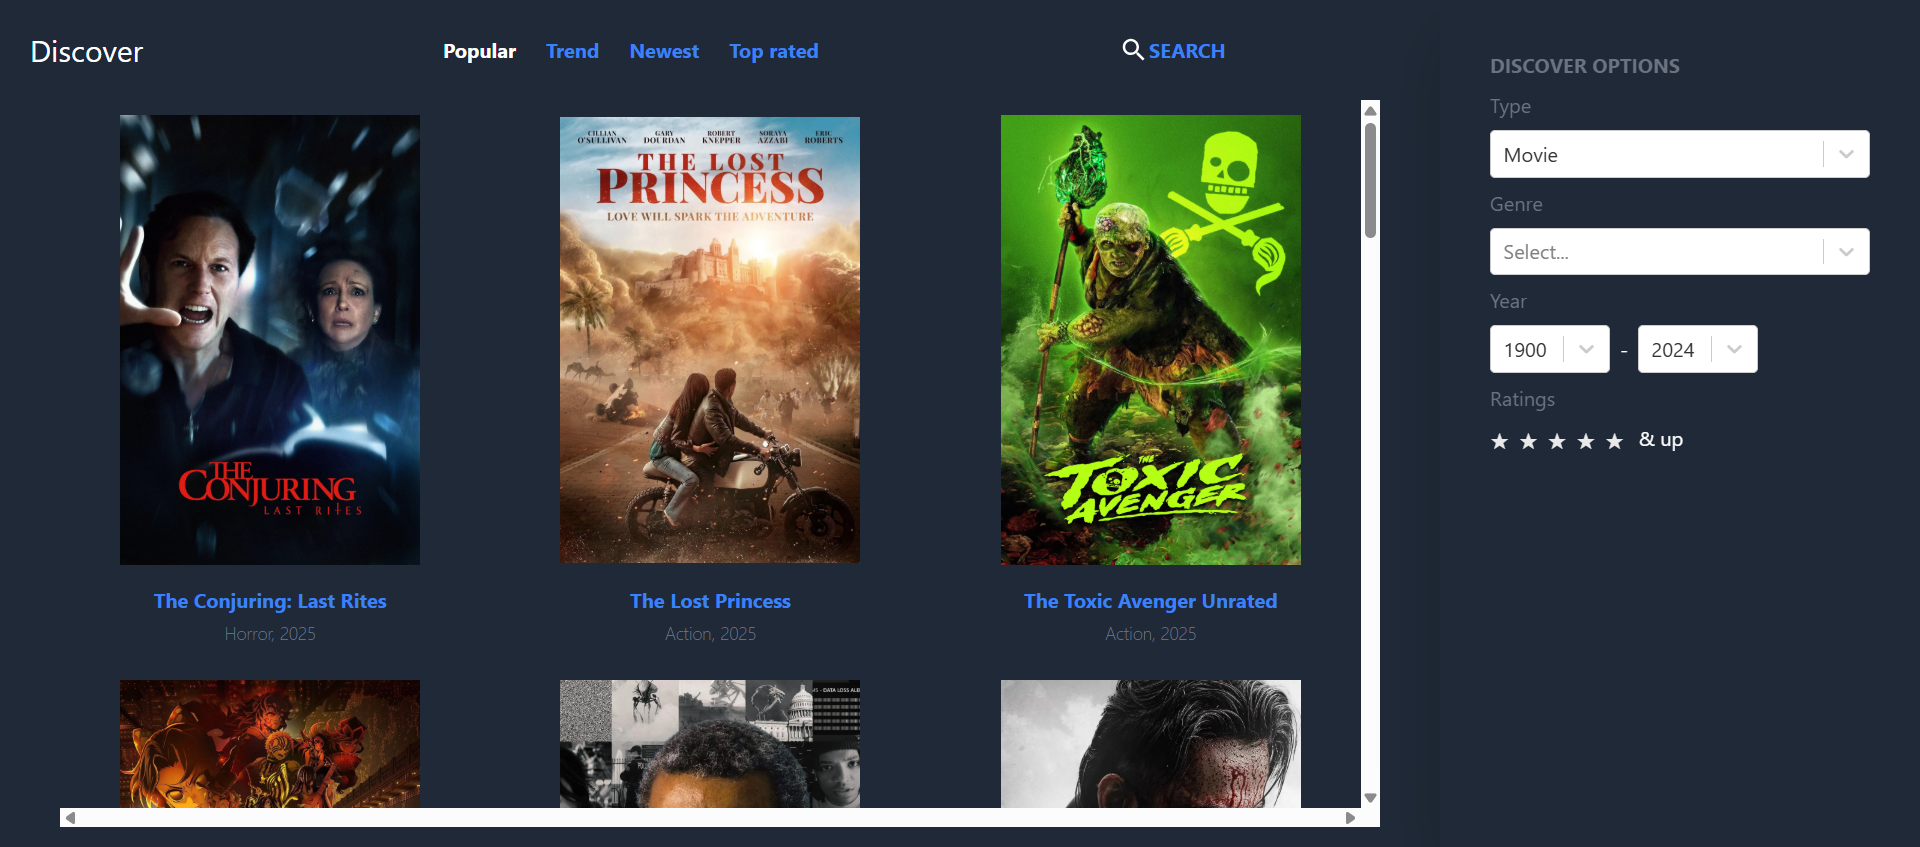 Discover
Popular
Trend
Newest
Top rated
SEARCH
CILLIAN O'SULLIVAN
GARY DOURDAN
ROBERT KNEPPER
SORAYA AZZABI
ERIC ROBERTS
THE LOST
PRINCESS
LOVE WILL SPARK THE ADVENTURE
THE
CONJURING
LAST RITES
THE
TOXIC
AVENGER
The Conjuring: Last Rites
Horror, 2025
The Lost Princess
Action, 2025
The Toxic Avenger Unrated
Action, 2025
DATA LOSS
DISCOVER OPTIONS
Type
Movie
Genre
Select...
Year
1900 - 2024
Ratings
& up